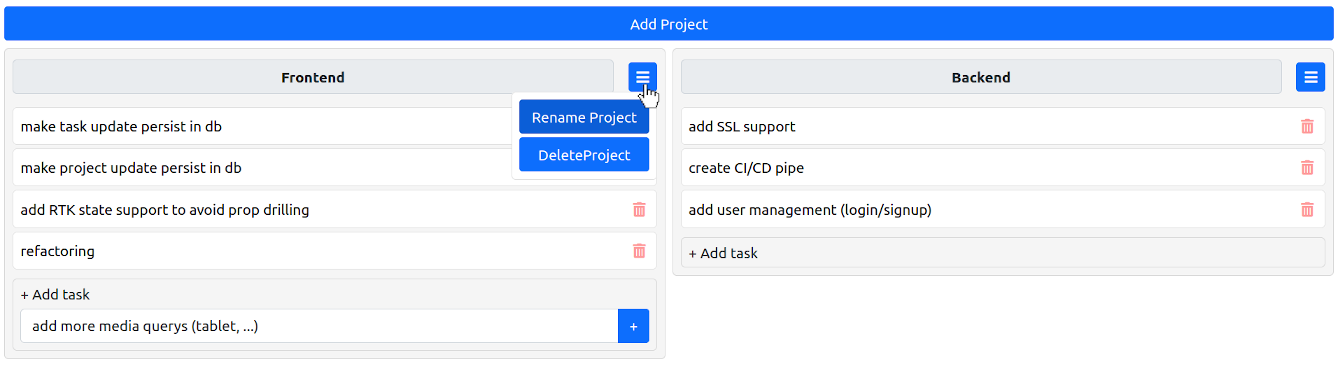 Add Project
Frontend
Rename Project
DeleteProject
make task update persist in db
make project update persist in db
add RTK state support to avoid prop drilling
refactoring
+ Add task
add more media querys (tablet, ...)
+
Backend
add SSL support
create CI/CD pipe
add user management (login/signup)
+ Add task